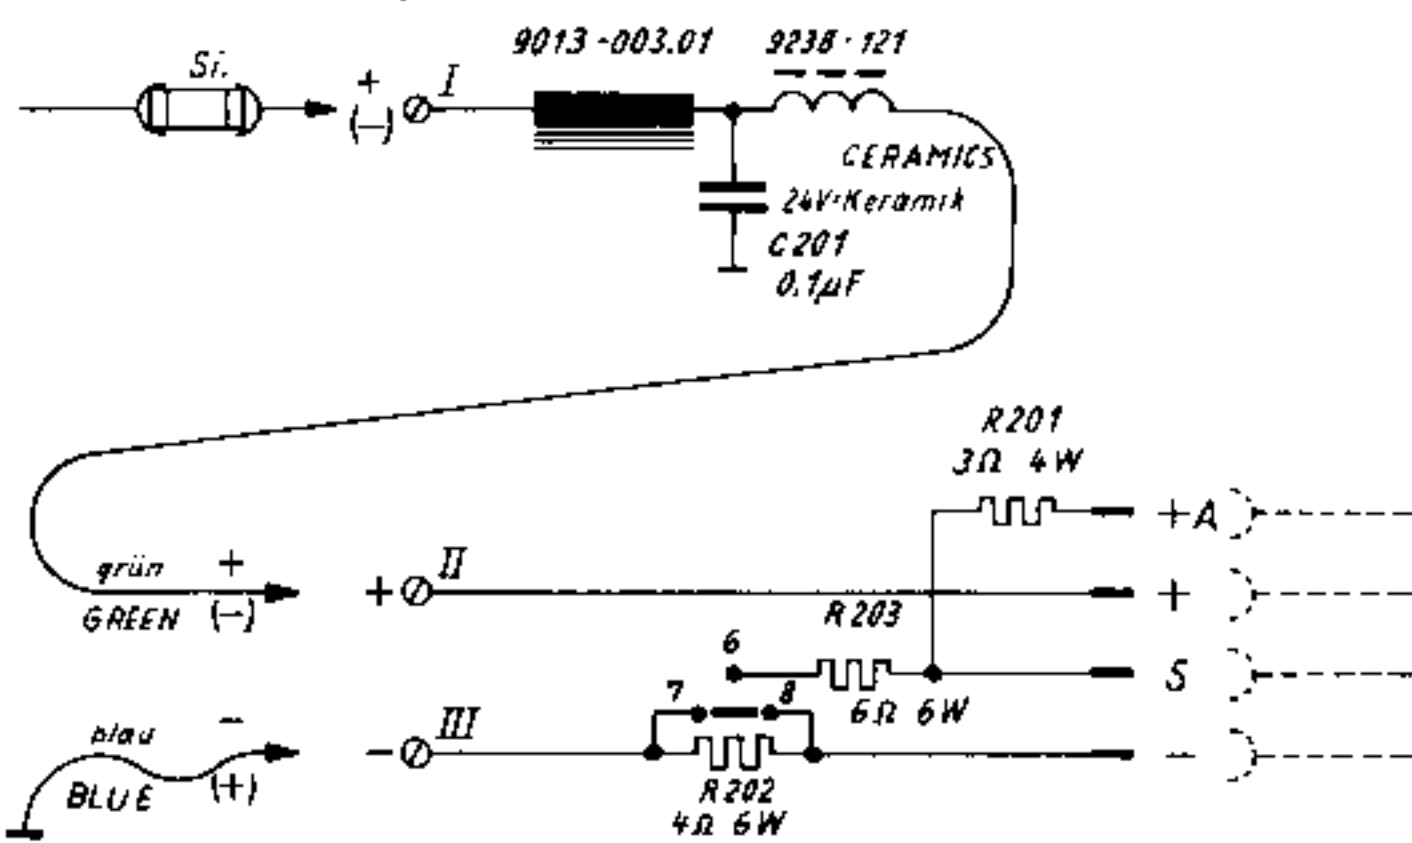 9013-003.01 9238·121
Si. + I
(−)
CERAMICS
24V=Keramik
C201
0.1µF
R201
3Ω 4W
+A
grün + + II +
GREEN (−)
R203
6
S
7 8 6Ω 6W
blau − − III −
BLUE (+)
R202
4Ω 6W